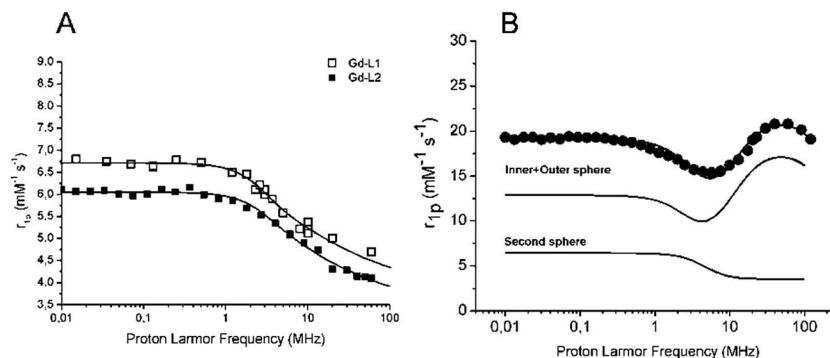 A
r1p (mM-1 s-1)
9,0
8,5
8,0
7,5
7,0
6,5
6,0
5,5
5,0
4,5
4,0
3,5
Gd-L1
Gd-L2
0,01
0,1
1
10
100
Proton Larmor Frequency (MHz)
B
r1p (mM-1 s-1)
30
25
20
15
10
5
0
Inner+Outer sphere
Second sphere
0,01
0,1
1
10
100
Proton Larmor Frequency (MHz)